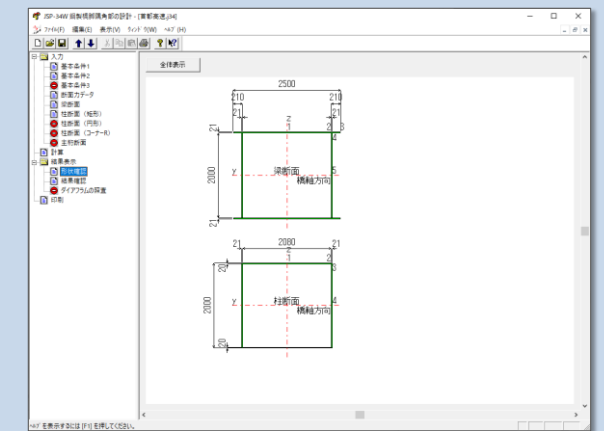 JSP-34W 鋼製橋脚隅角部の設計 - [首都高速.j34]
ファイル(F) 編集(E) 表示(V) ウィンドウ(W) ヘルプ(H)
入力
基本条件1
基本条件2
基本条件3
断面力データ
梁断面
柱断面（矩形）
柱断面（円形）
柱断面（コーナーR）
主桁断面
計算
結果表示
形状確認
結果確認
ダイアフラムの照査
印刷
全体表示
2500
210
210
21
21
z
1
2
3
21
4
2000
y
梁断面
5
橋軸方向
21
21
2080
21
z
1
2
20
3
2000
y
柱断面
4
橋軸方向
20
ヘルプを表示するには [F1] を押してください。